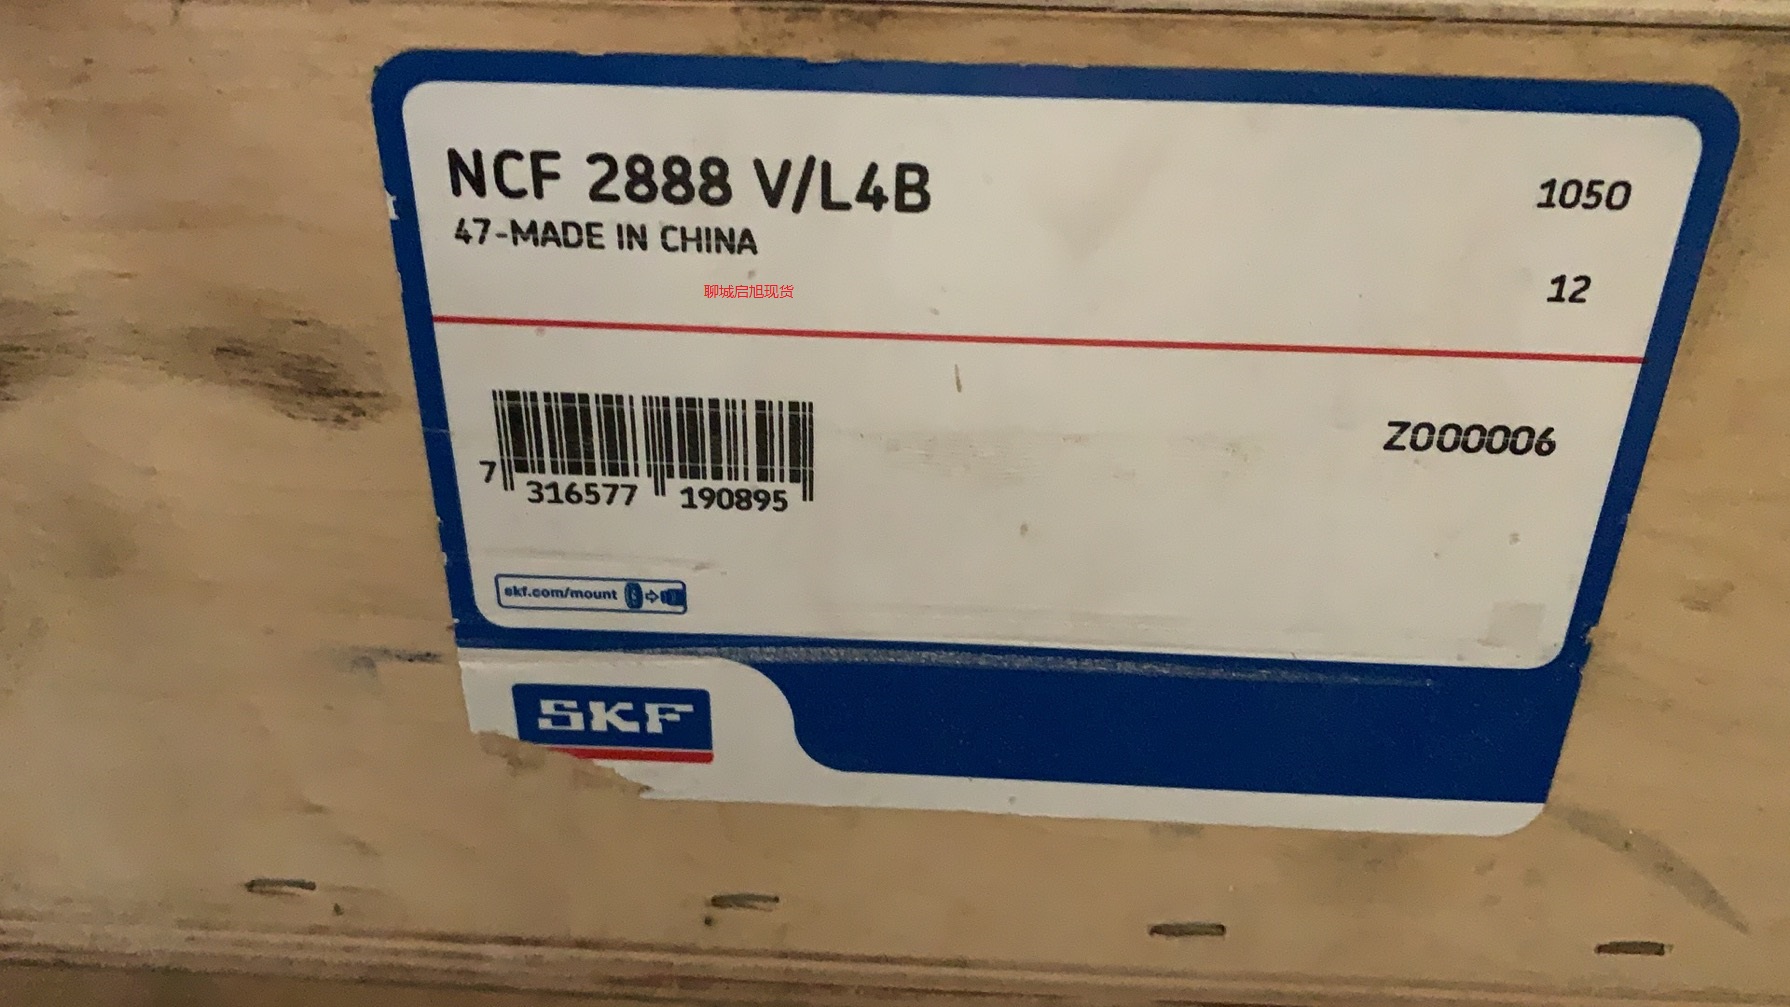 NCF 2888 V/L4B
1050
47-MADE IN CHINA
12
聊城启旭现货
Z000006
7 316577 190895
skf.com/mount
SKF